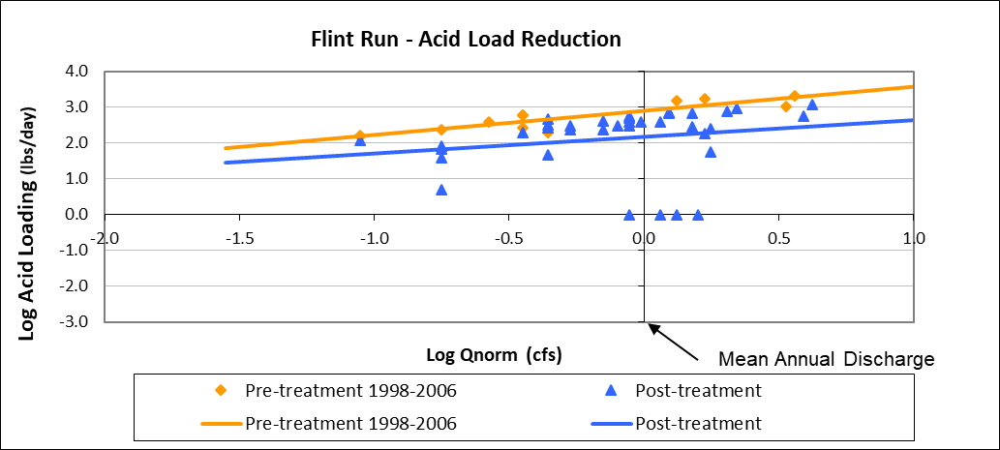 Flint Run - Acid Load Reduction
4.0
3.0
2.0
1.0
0.0
-1.0
-2.0
-3.0
-2.0 -1.5 -1.0 -0.5 0.0 0.5 1.0
Log Acid Loading (lbs/day)
Log Qnorm (cfs)
Mean Annual Discharge
Pre-treatment 1998-2006 Post-treatment
Pre-treatment 1998-2006 Post-treatment